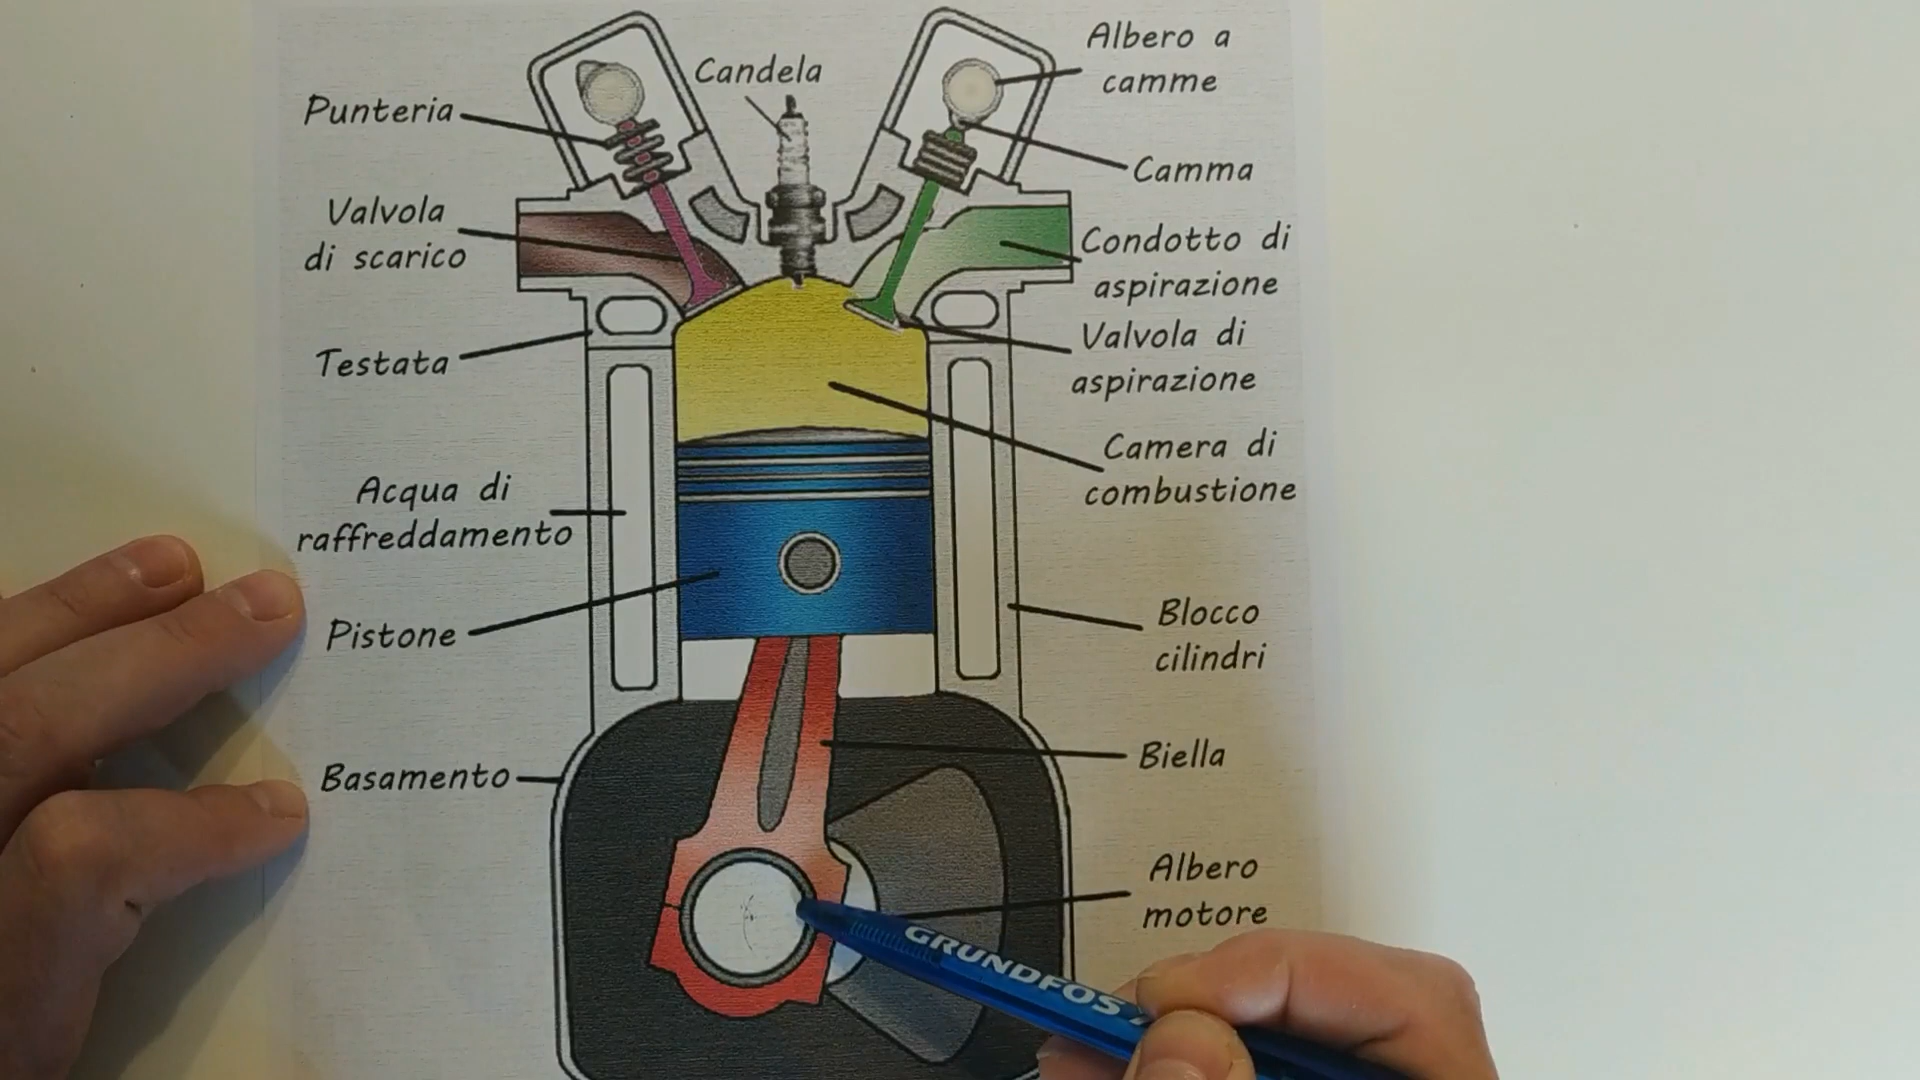 Candela
Albero a
camme
Punteria
Camma
Valvola
di scarico
Condotto di
aspirazione
Valvola di
aspirazione
Testata
Camera di
combustione
Acqua di
raffreddamento
Pistone
Blocco
cilindri
Basamento
Biella
Albero
motore
GRUNDFOS